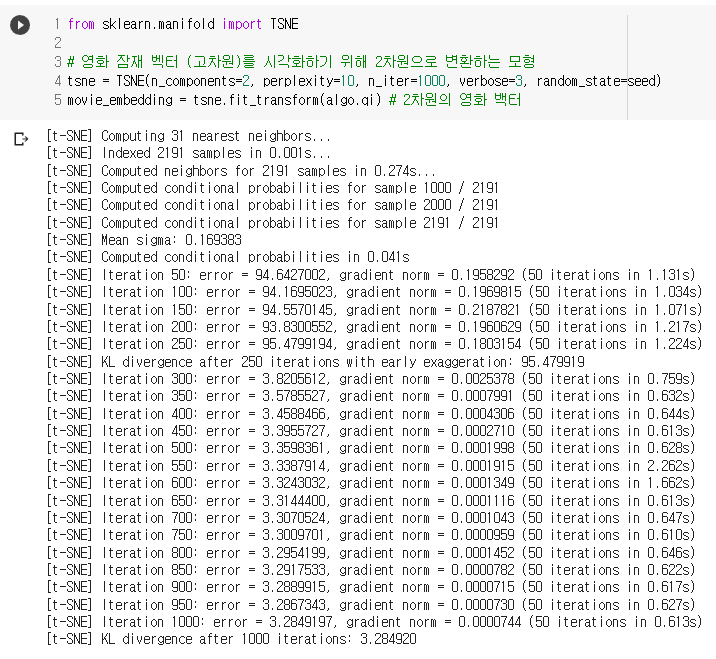 1 from sklearn.manifold import TSNE
2
3 # 영화 잠재 벡터 (고차원)를 시각화하기 위해 2차원으로 변환하는 모형
4 tsne = TSNE(n_components=2, perplexity=10, n_iter=1000, verbose=3, random_state=seed)
5 movie_embedding = tsne.fit_transform(algo.qi) # 2차원의 영화 백터
[t-SNE] Computing 31 nearest neighbors...
[t-SNE] Indexed 2191 samples in 0.001s...
[t-SNE] Computed neighbors for 2191 samples in 0.274s...
[t-SNE] Computed conditional probabilities for sample 1000 / 2191
[t-SNE] Computed conditional probabilities for sample 2000 / 2191
[t-SNE] Computed conditional probabilities for sample 2191 / 2191
[t-SNE] Mean sigma: 0.169383
[t-SNE] Computed conditional probabilities in 0.041s
[t-SNE] Iteration 50: error = 94.6427002, gradient norm = 0.1958292 (50 iterations in 1.131s)
[t-SNE] Iteration 100: error = 94.1695023, gradient norm = 0.1969815 (50 iterations in 1.034s)
[t-SNE] Iteration 150: error = 94.5570145, gradient norm = 0.2187821 (50 iterations in 1.071s)
[t-SNE] Iteration 200: error = 93.8300552, gradient norm = 0.1960629 (50 iterations in 1.217s)
[t-SNE] Iteration 250: error = 95.4799194, gradient norm = 0.1803154 (50 iterations in 1.224s)
[t-SNE] KL divergence after 250 iterations with early exaggeration: 95.479919
[t-SNE] Iteration 300: error = 3.8205612, gradient norm = 0.0025378 (50 iterations in 0.759s)
[t-SNE] Iteration 350: error = 3.5785527, gradient norm = 0.0007991 (50 iterations in 0.632s)
[t-SNE] Iteration 400: error = 3.4588466, gradient norm = 0.0004306 (50 iterations in 0.644s)
[t-SNE] Iteration 450: error = 3.3955727, gradient norm = 0.0002710 (50 iterations in 0.613s)
[t-SNE] Iteration 500: error = 3.3598361, gradient norm = 0.0001998 (50 iterations in 0.628s)
[t-SNE] Iteration 550: error = 3.3387914, gradient norm = 0.0001915 (50 iterations in 2.262s)
[t-SNE] Iteration 600: error = 3.3243032, gradient norm = 0.0001349 (50 iterations in 1.662s)
[t-SNE] Iteration 650: error = 3.3144400, gradient norm = 0.0001116 (50 iterations in 0.613s)
[t-SNE] Iteration 700: error = 3.3070524, gradient norm = 0.0001043 (50 iterations in 0.647s)
[t-SNE] Iteration 750: error = 3.3009701, gradient norm = 0.0000959 (50 iterations in 0.610s)
[t-SNE] Iteration 800: error = 3.2954199, gradient norm = 0.0001452 (50 iterations in 0.646s)
[t-SNE] Iteration 850: error = 3.2917533, gradient norm = 0.0000782 (50 iterations in 0.622s)
[t-SNE] Iteration 900: error = 3.2889915, gradient norm = 0.0000715 (50 iterations in 0.617s)
[t-SNE] Iteration 950: error = 3.2867343, gradient norm = 0.0000730 (50 iterations in 0.627s)
[t-SNE] Iteration 1000: error = 3.2849197, gradient norm = 0.0000744 (50 iterations in 0.613s)
[t-SNE] KL divergence after 1000 iterations: 3.284920